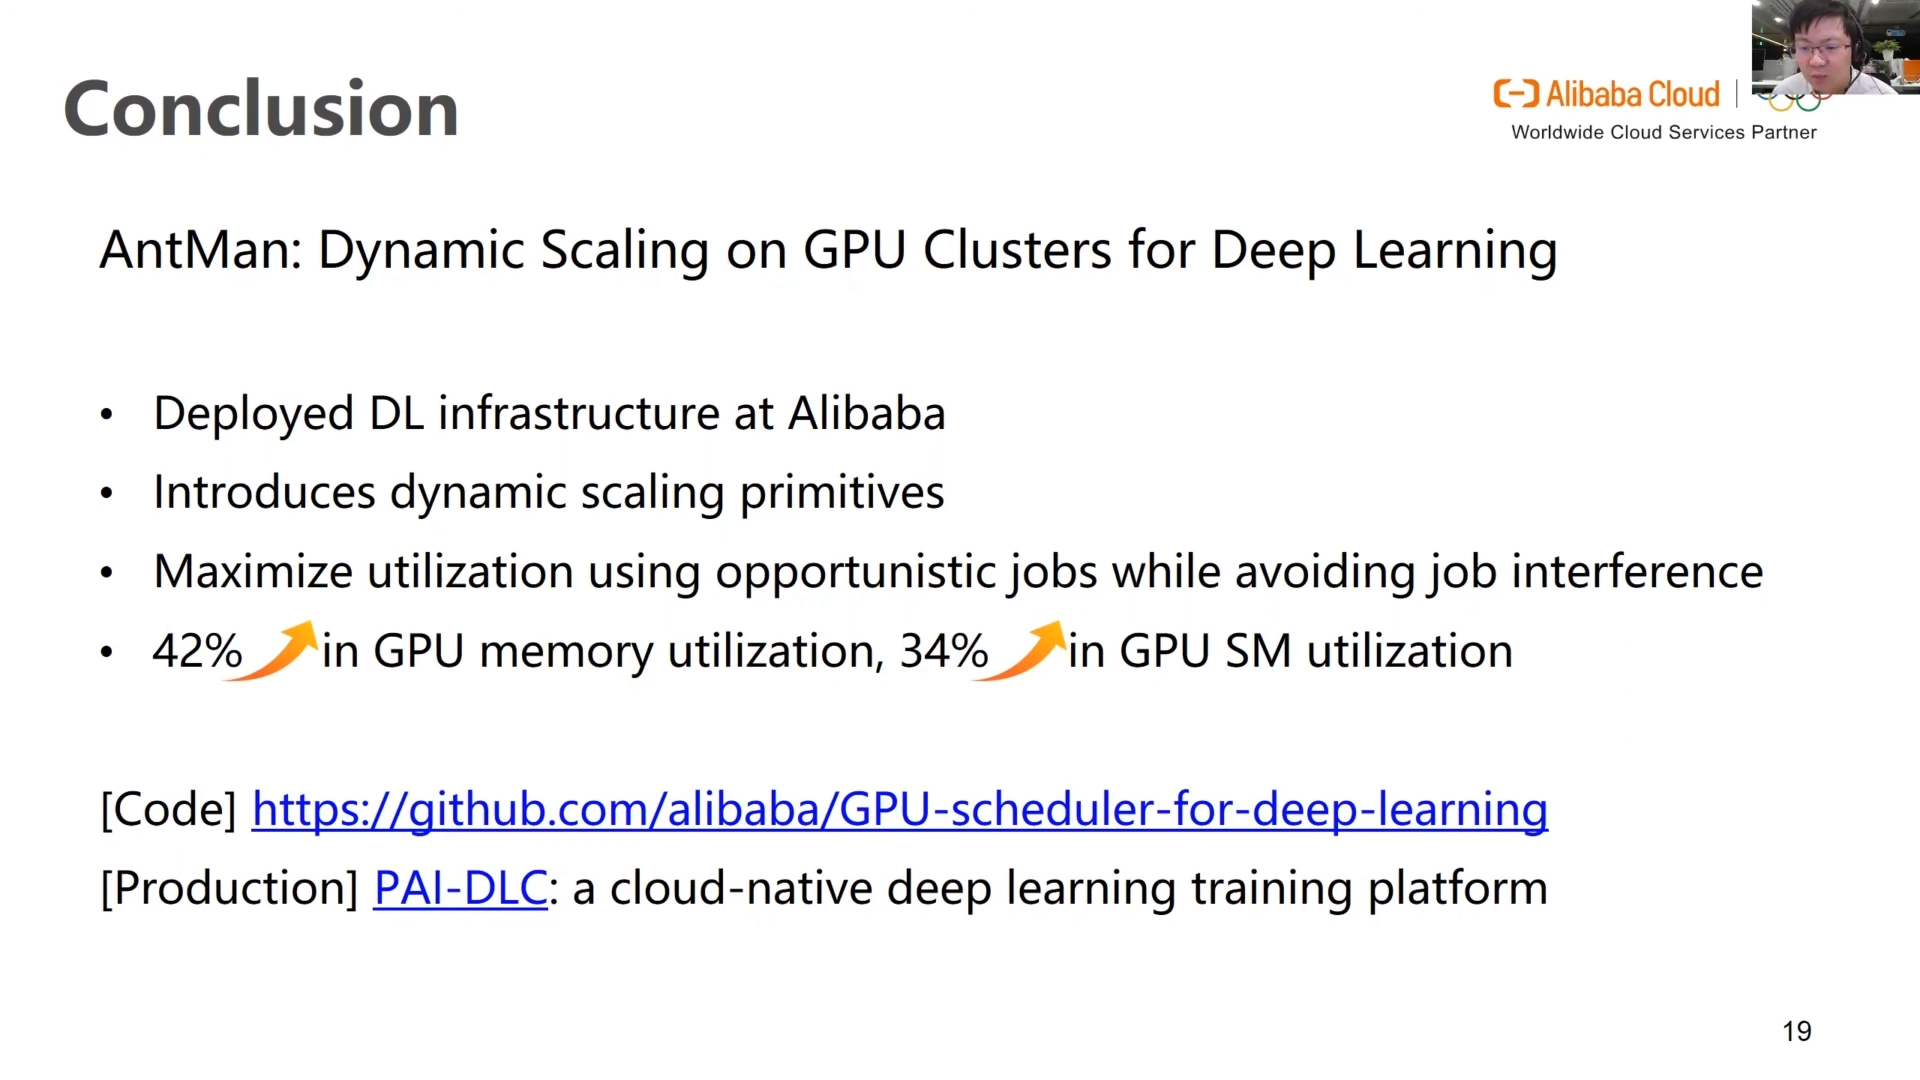 Conclusion
Alibaba Cloud
Worldwide Cloud Services Partner
AntMan: Dynamic Scaling on GPU Clusters for Deep Learning
• Deployed DL infrastructure at Alibaba
• Introduces dynamic scaling primitives
• Maximize utilization using opportunistic jobs while avoiding job interference
• 42% in GPU memory utilization, 34% in GPU SM utilization
[Code] https://github.com/alibaba/GPU-scheduler-for-deep-learning
[Production] PAI-DLC: a cloud-native deep learning training platform
19